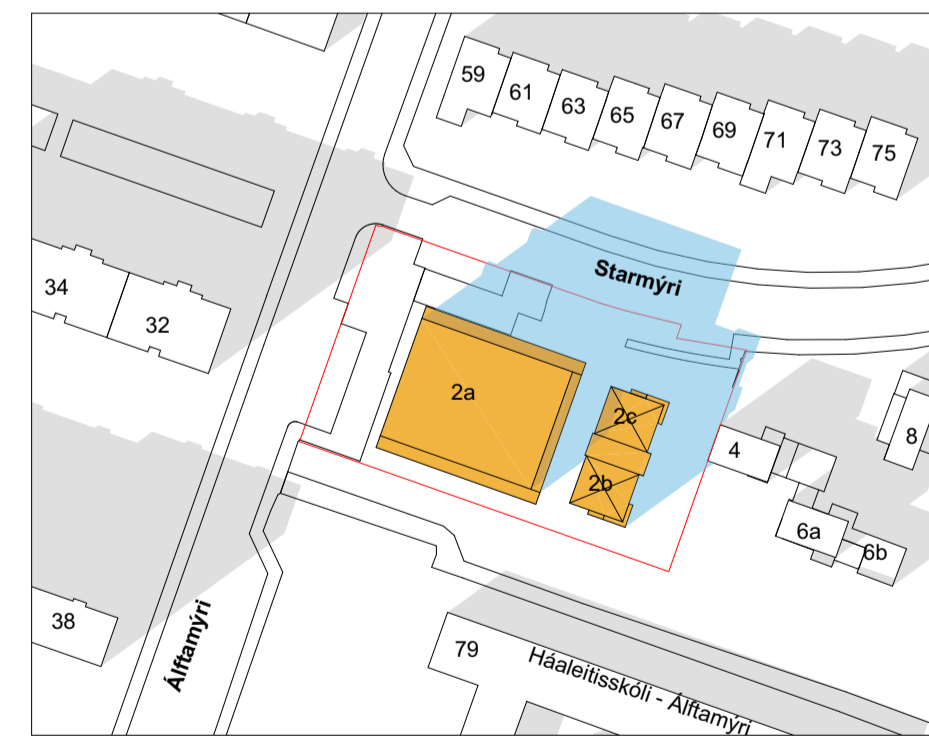 59
61
63
65
67
69
71
73
75
Starmýri
34
32
2a
2c
2b
4
8
6a
6b
38
Álftamýri
79
Háaleitisskóli - Álftamýri